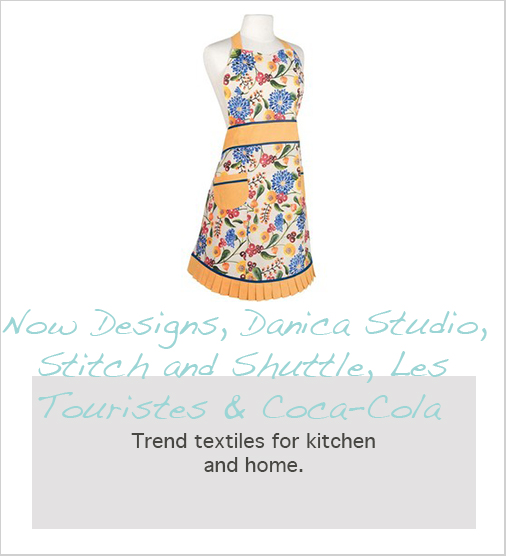 Now Designs, Danica Studio,
Stitch and Shuttle, Les
Touristes & Coca-Cola
Trend textiles for kitchen
and home.